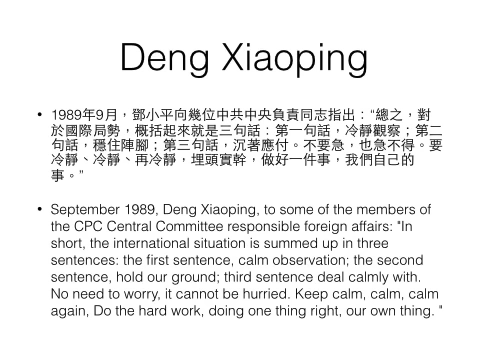 Deng Xiaoping
• 1989年9月，鄧小平向幾位中共中央負責同志指出：“總之，對
於國際局勢，概括起來就是三句話：第一句話，冷靜觀察；第二
句話，穩住陣腳；第三句話，沉著應付。不要急，也急不得。要
冷靜、冷靜、再冷靜，埋頭實幹，做好一件事，我們自己的
事。”
• September 1989, Deng Xiaoping, to some of the members of
the CPC Central Committee responsible foreign affairs: "In
short, the international situation is summed up in three
sentences: the first sentence, calm observation; the second
sentence, hold our ground; third sentence deal calmly with.
No need to worry, it cannot be hurried. Keep calm, calm, calm
again, Do the hard work, doing one thing right, our own thing. "